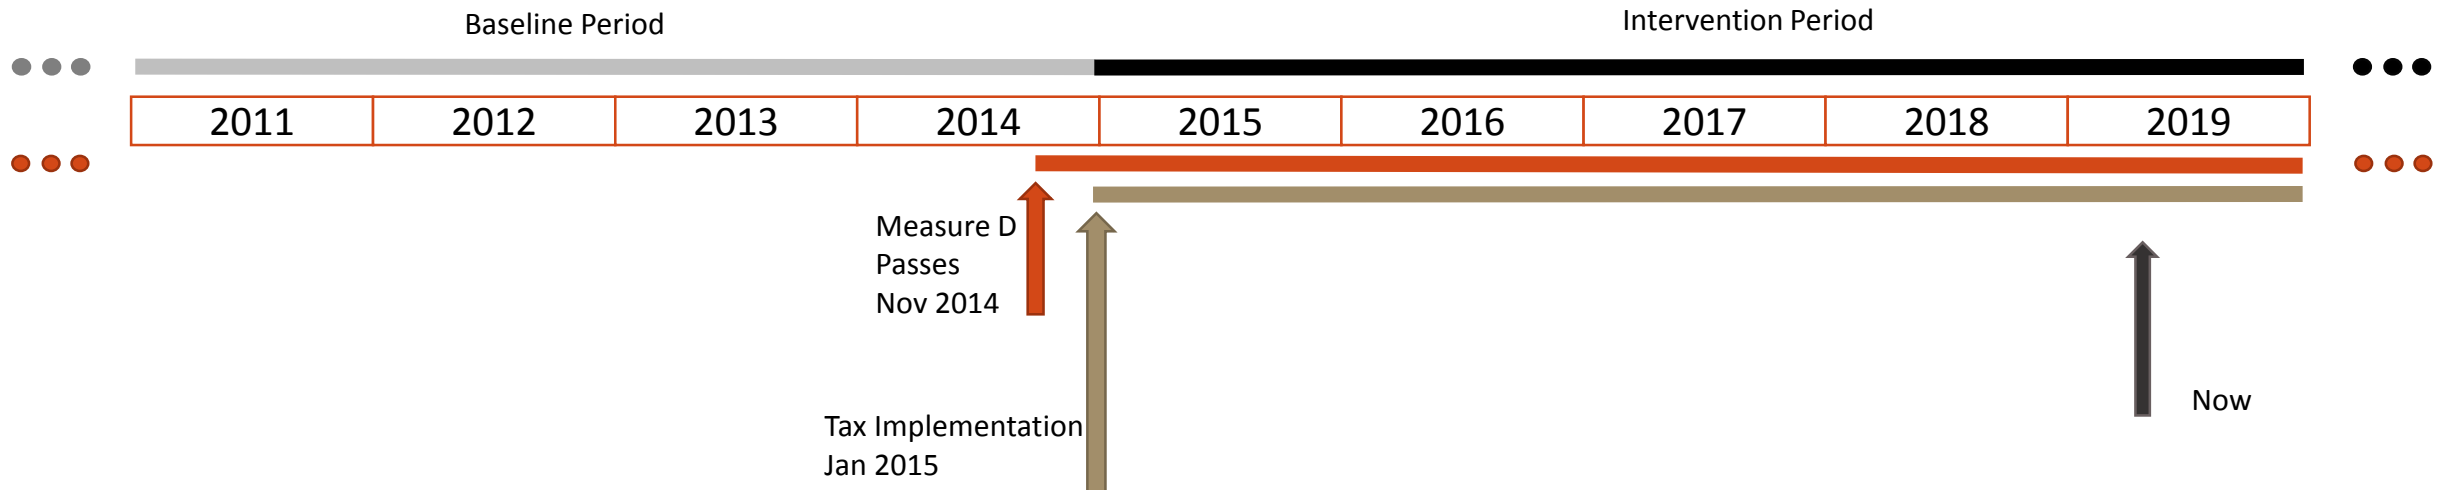 Baseline Period
Intervention Period
2011 2012 2013 2014 2015 2016 2017 2018 2019
Measure D
Passes
Nov 2014
Tax Implementation
Jan 2015
Now